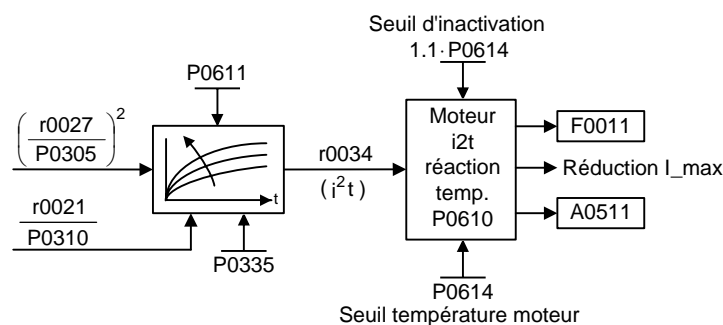 Seuil d'inactivation
1.1·P0614
P0611
(r0027/P0305)²
r0021/P0310
t
P0335
r0034
(i²t)
Moteur
i2t
réaction
temp.
P0610
F0011
Réduction I_max
A0511
P0614
Seuil température moteur